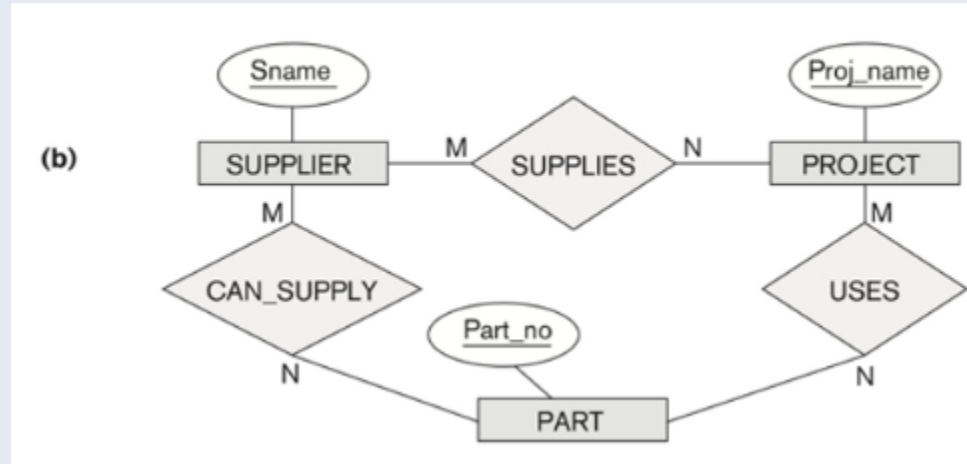 Sname
Proj_name
(b)
M
N
SUPPLIER
SUPPLIES
PROJECT
M
M
CAN_SUPPLY
USES
Part_no
N
N
PART